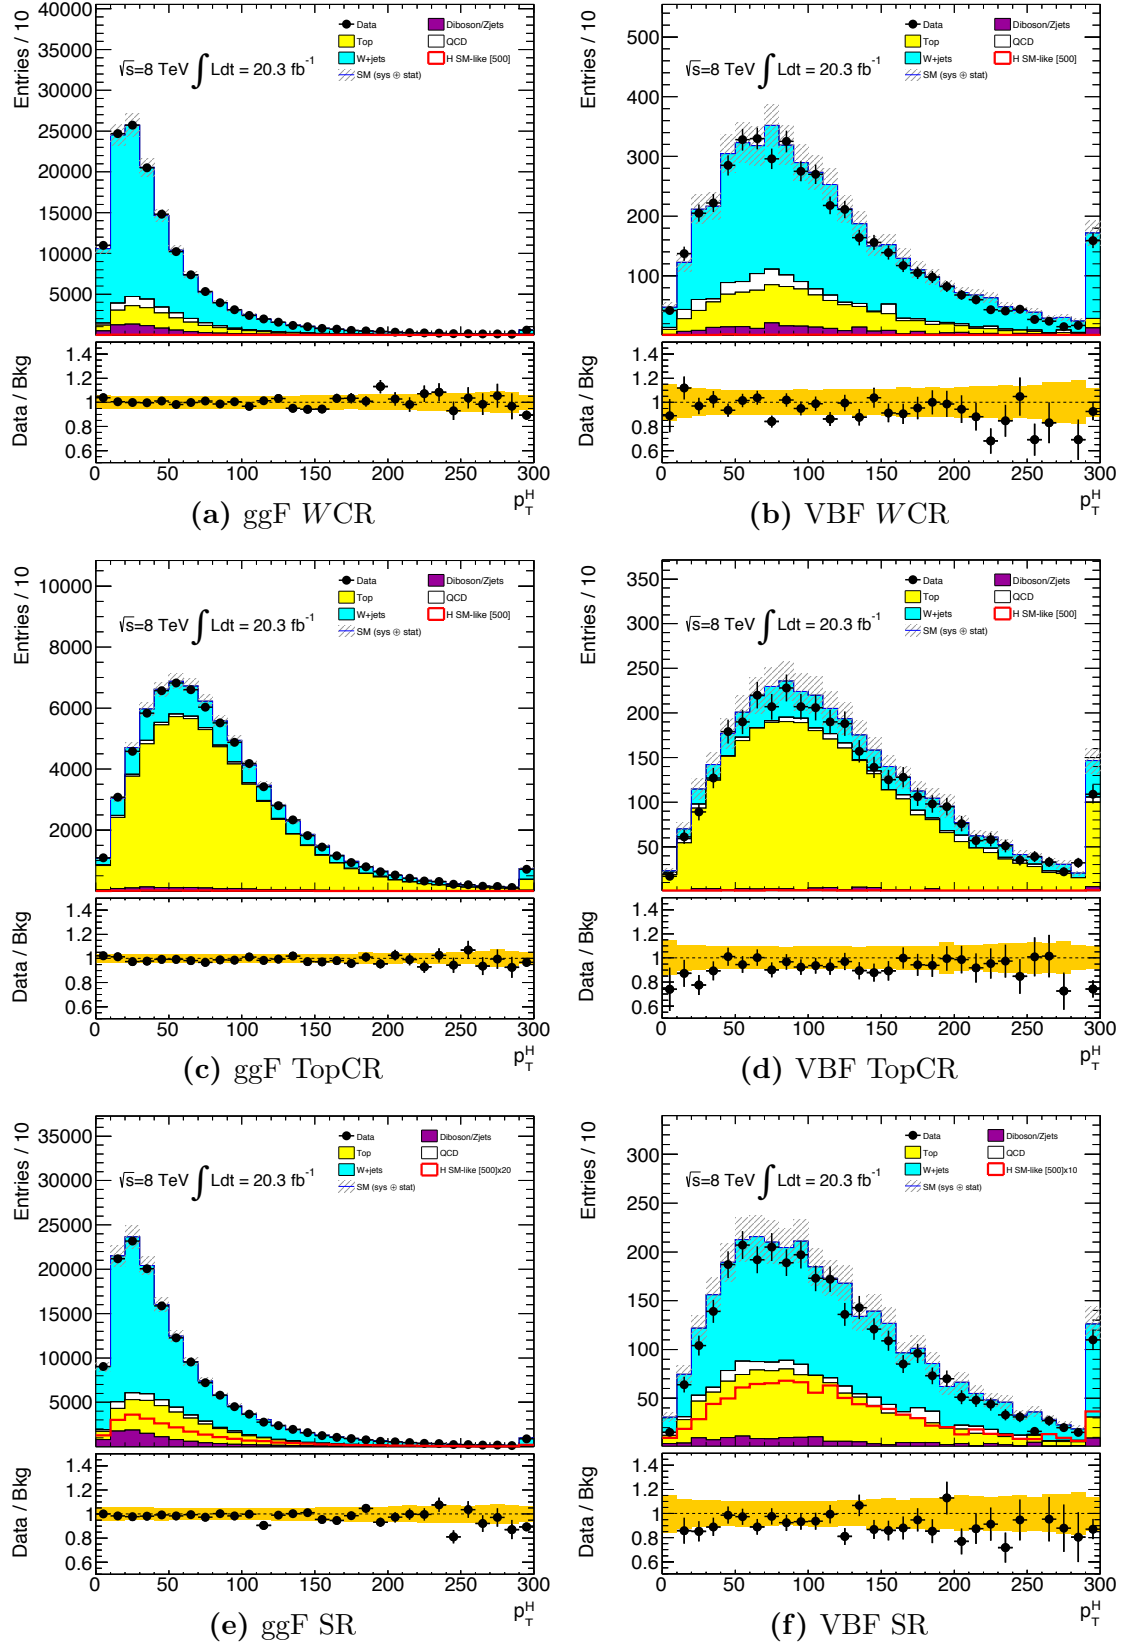 Entries / 10
40000
35000
30000
25000
20000
15000
10000
5000
√s=8 TeV ∫ Ldt = 20.3 fb⁻¹
Data
Top
W+jets
SM (sys ⊕ stat)
Diboson/Zjets
QCD
H SM-like [500]
Data / Bkg
1.4
1.2
1
0.8
0.6
0 50 100 150 200 250 300
p_T^H
(a) ggF WCR
Entries / 10
500
400
300
200
100
√s=8 TeV ∫ Ldt = 20.3 fb⁻¹
Data
Top
W+jets
SM (sys ⊕ stat)
Diboson/Zjets
QCD
H SM-like [500]
Data / Bkg
1.4
1.2
1
0.8
0.6
0 50 100 150 200 250 300
p_T^H
(b) VBF WCR
Entries / 10
10000
8000
6000
4000
2000
√s=8 TeV ∫ Ldt = 20.3 fb⁻¹
Data
Top
W+jets
SM (sys ⊕ stat)
Diboson/Zjets
QCD
H SM-like [500]
Data / Bkg
1.4
1.2
1
0.8
0.6
0 50 100 150 200 250 300
p_T^H
(c) ggF TopCR
Entries / 10
350
300
250
200
150
100
50
√s=8 TeV ∫ Ldt = 20.3 fb⁻¹
Data
Top
W+jets
SM (sys ⊕ stat)
Diboson/Zjets
QCD
H SM-like [500]
Data / Bkg
1.4
1.2
1
0.8
0.6
0 50 100 150 200 250 300
p_T^H
(d) VBF TopCR
Entries / 10
35000
30000
25000
20000
15000
10000
5000
0
√s=8 TeV ∫ Ldt = 20.3 fb⁻¹
Data
Top
W+jets
SM (sys ⊕ stat)
Diboson/Zjets
QCD
H SM-like [500]x20
Data / Bkg
1.4
1.2
1
0.8
0.6
0 50 100 150 200 250 300
p_T^H
(e) ggF SR
Entries / 10
300
250
200
150
100
50
√s=8 TeV ∫ Ldt = 20.3 fb⁻¹
Data
Top
W+jets
SM (sys ⊕ stat)
Diboson/Zjets
QCD
H SM-like [500]x10
Data / Bkg
1.4
1.2
1
0.8
0.6
0 50 100 150 200 250 300
p_T^H
(f) VBF SR